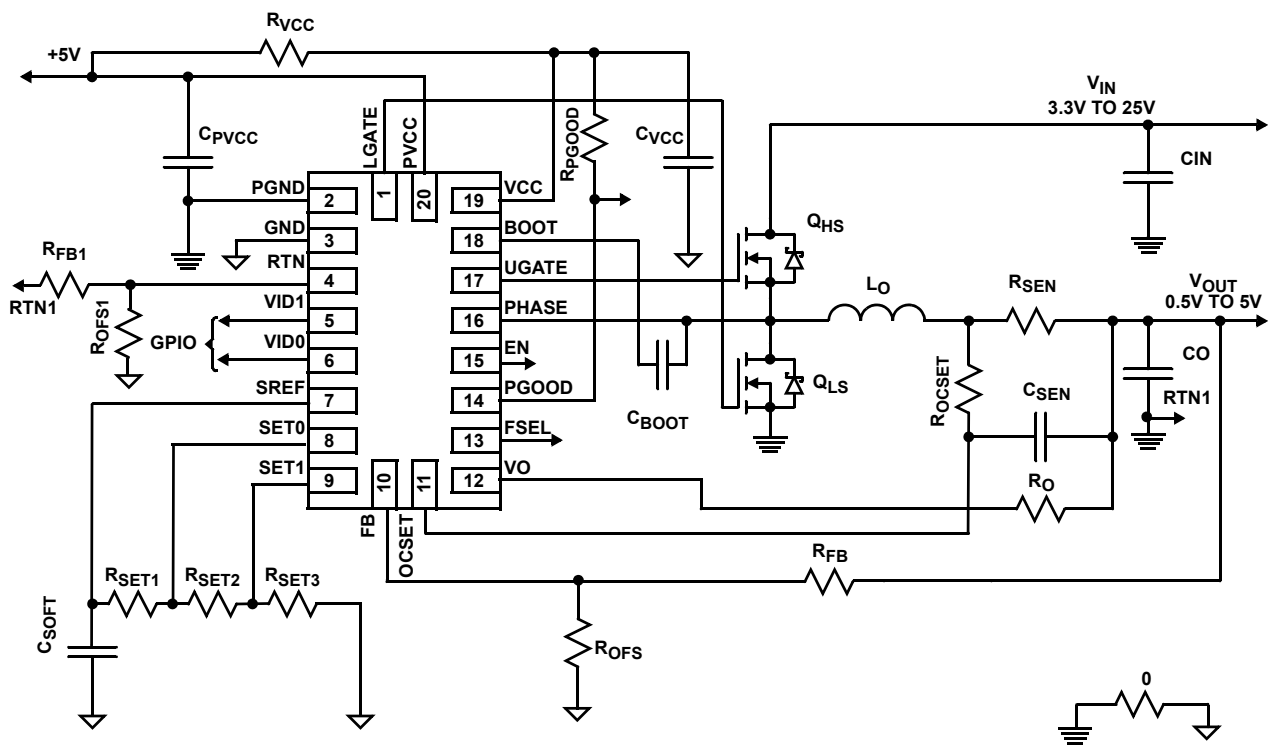 RVCC
+5V
VIN
3.3V TO 25V
CPVCC
LGATE
PVCC
RPGOOD
CVCC
CIN
PGND
2
1
20
19
VCC
GND
3
18
BOOT
QHS
RFB1
RTN
4
17
UGATE
RTN1
LO
RSEN
VOUT
0.5V TO 5V
VID1
5
16
PHASE
ROFS1
GPIO
VID0
6
15
EN
CO
SREF
7
14
PGOOD
CBOOT
QLS
ROCSET
CSEN
RTN1
SET0
8
13
FSEL
SET1
9
10
11
12
VO
RO
FB
OCSET
RFB
RSET1
RSET2
RSET3
CSOFT
ROFS
0